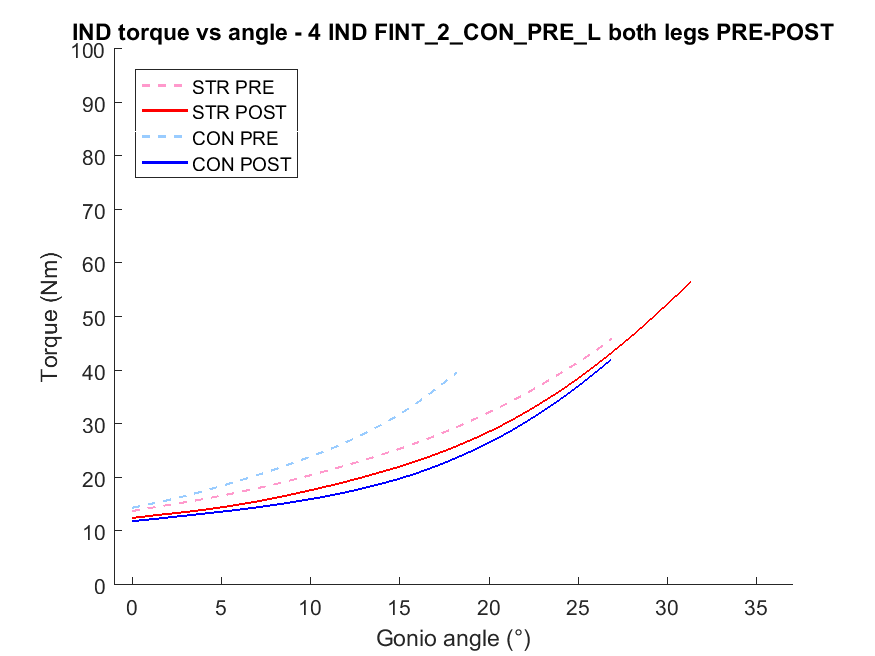 IND torque vs angle - 4 IND FINT_2_CON_PRE_L both legs PRE-POST
100
90
80
70
60
50
40
30
20
10
0
STR PRE
STR POST
CON PRE
CON POST
Torque (Nm)
0 5 10 15 20 25 30 35
Gonio angle (°)